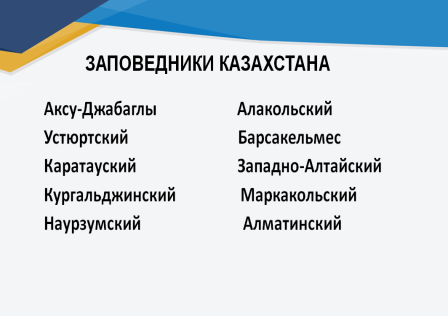 ЗАПОВЕДНИКИ КАЗАХСТАНА
Аксу-Джабаглы
Устюртский
Каратауский
Кургальджинский
Наурзумский
Алакольский
Барсакельмес
Западно-Алтайский
Маркакольский
Алматинский